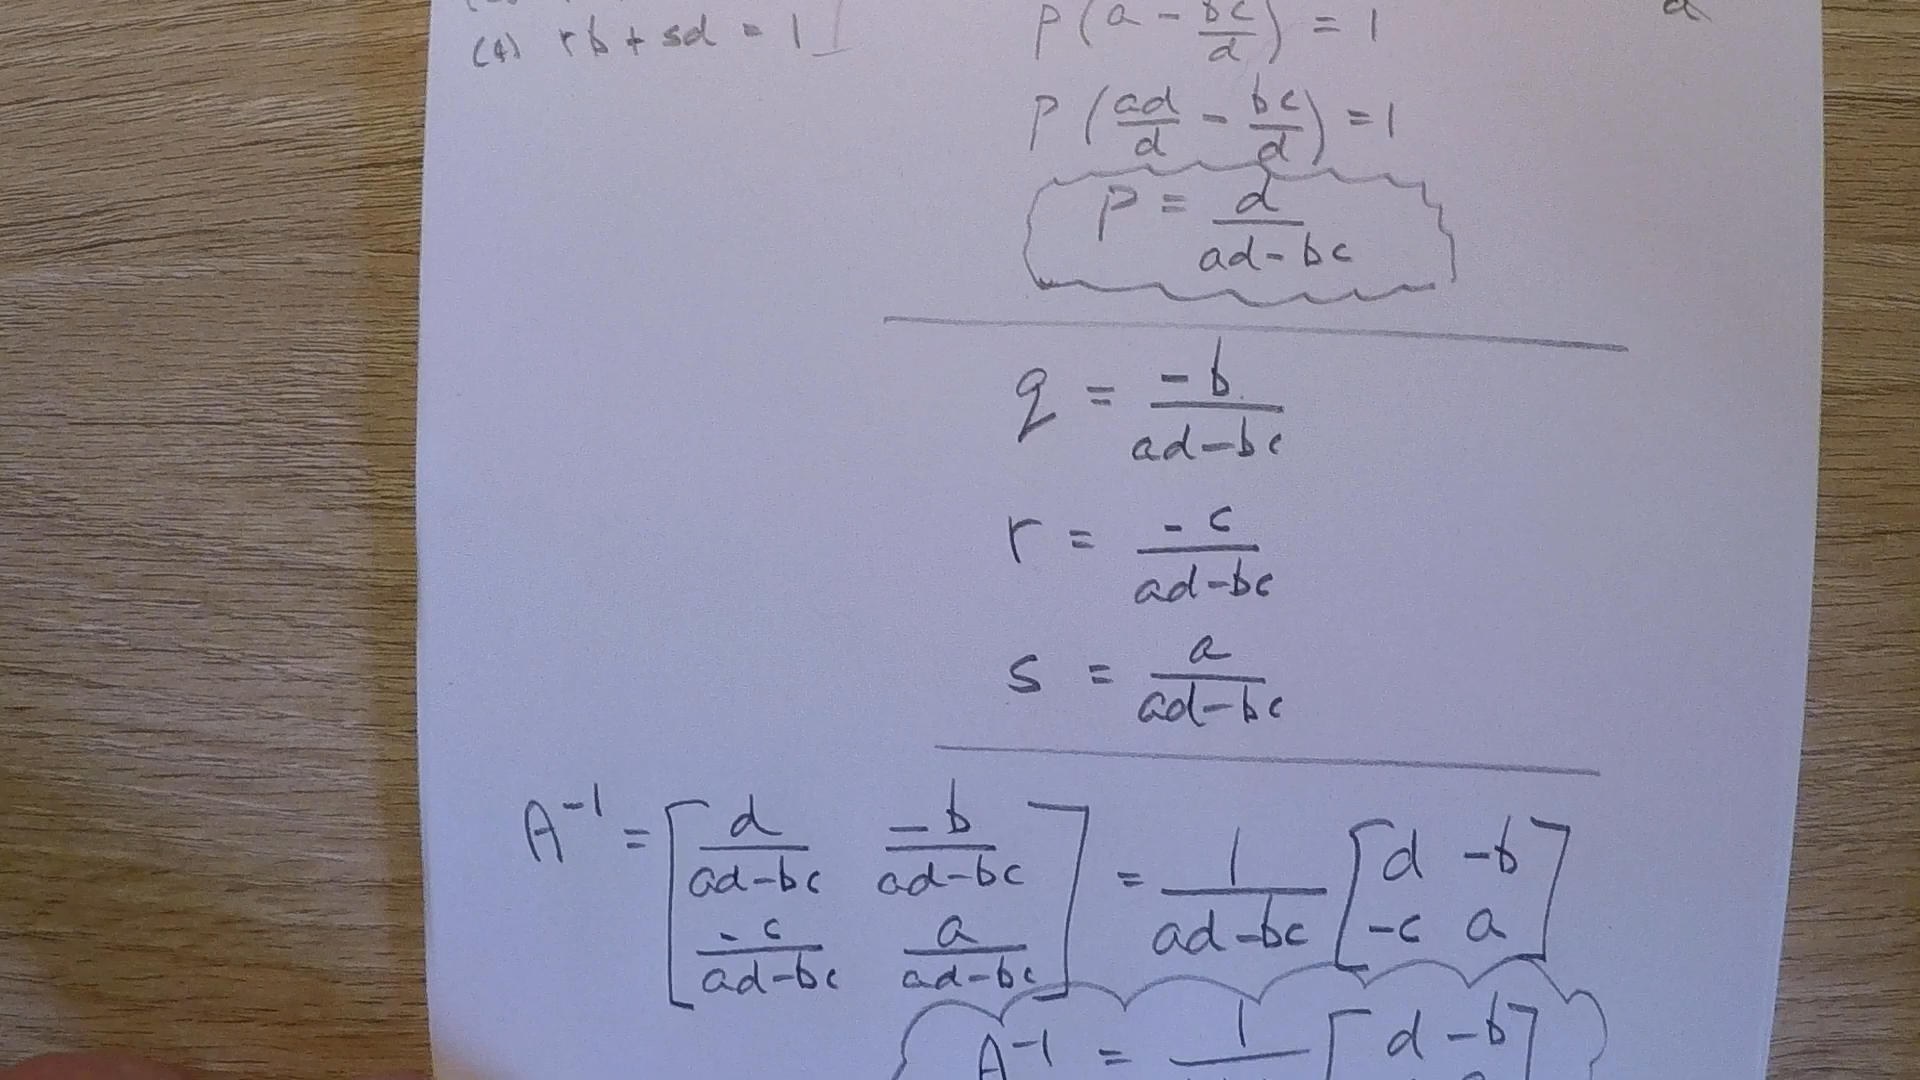 (4) rb + sd = 1
p(a - bc/d) = 1
p(ad/d - bc/d) = 1
p = d/(ad-bc)
q = -b/(ad-bc)
r = -c/(ad-bc)
s = a/(ad-bc)
A^-1 = [d/(ad-bc) -b/(ad-bc) -c/(ad-bc) a/(ad-bc)] = 1/(ad-bc) [d -b -c a]
A^-1 = 1 [d -b